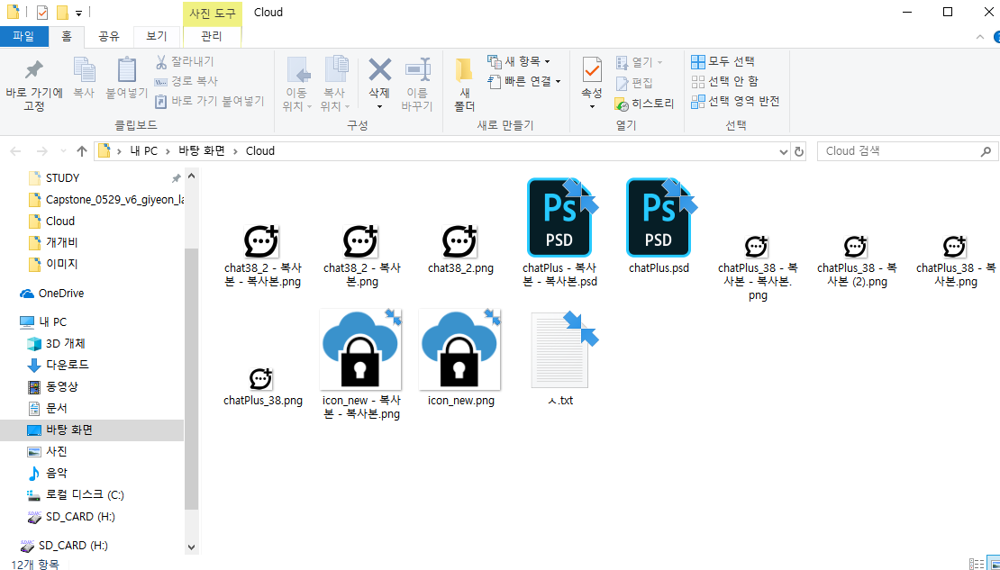 사진 도구 Cloud
파일 홈 공유 보기 관리
바로 가기에
고정
복사
붙여넣기
잘라내기
경로 복사
바로 가기 붙여넣기
클립보드
이동
위치
복사
위치
삭제
이름
바꾸기
구성
새
폴더
새 항목
빠른 연결
새로 만들기
속성
열기
편집
히스토리
열기
모두 선택
선택 안 함
선택 영역 반전
선택
내 PC 바탕 화면 Cloud
Cloud 검색
STUDY
Capstone_0529_v6_giyeon_la
Cloud
개개비
이미지
OneDrive
내 PC
3D 개체
다운로드
동영상
문서
바탕 화면
사진
음악
로컬 디스크 (C:)
SD_CARD (H:)
SD_CARD (H:)
chat38_2 - 복사
본 - 복사본.png
chat38_2 - 복사
본.png
chat38_2.png
Ps
PSD
chatPlus - 복사
본 - 복사본.psd
Ps
PSD
chatPlus.psd
chatPlus_38 - 복
사본 - 복사본.
png
chatPlus_38 - 복
사본 (2).png
chatPlus_38 - 복
사본.png
chatPlus_38.png
icon_new - 복사
본 - 복사본.png
icon_new.png
ㅅ.txt
12개 항목